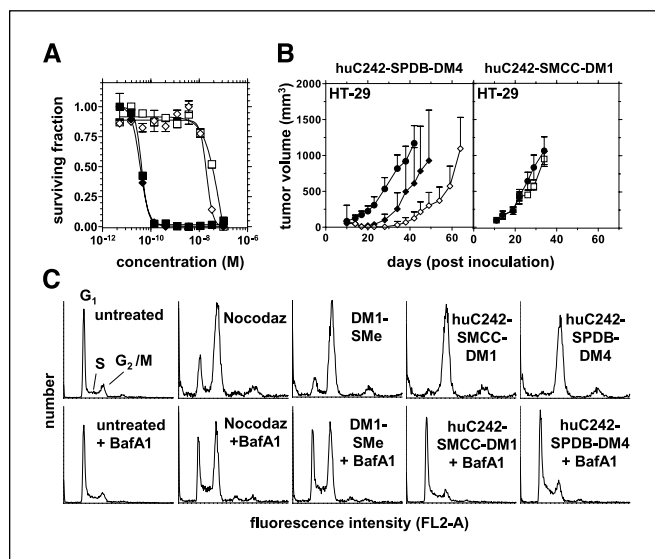 A
surviving fraction
1.00
0.75
0.50
0.25
0.00
10⁻¹² 10⁻¹⁰ 10⁻⁸ 10⁻⁶
concentration (M)
B
huC242-SPDB-DM4 huC242-SMCC-DM1
HT-29 HT-29
tumor volume (mm³)
2000
1500
1000
500
0
0 10 20 30 40 50 60 0 20 40 60
days (post inoculation)
C
number
G₁
S
G₂/M
untreated
Nocodaz
DM1-
SMe
huC242-
SMCC-
DM1
huC242-
SPDB-
DM4
untreated
+ BafA1
Nocodaz
+BafA1
DM1-
SMe
+ BafA1
huC242-
SMCC-DM1
+ BafA1
huC242-
SPDB-DM4
+ BafA1
fluorescence intensity (FL2-A)